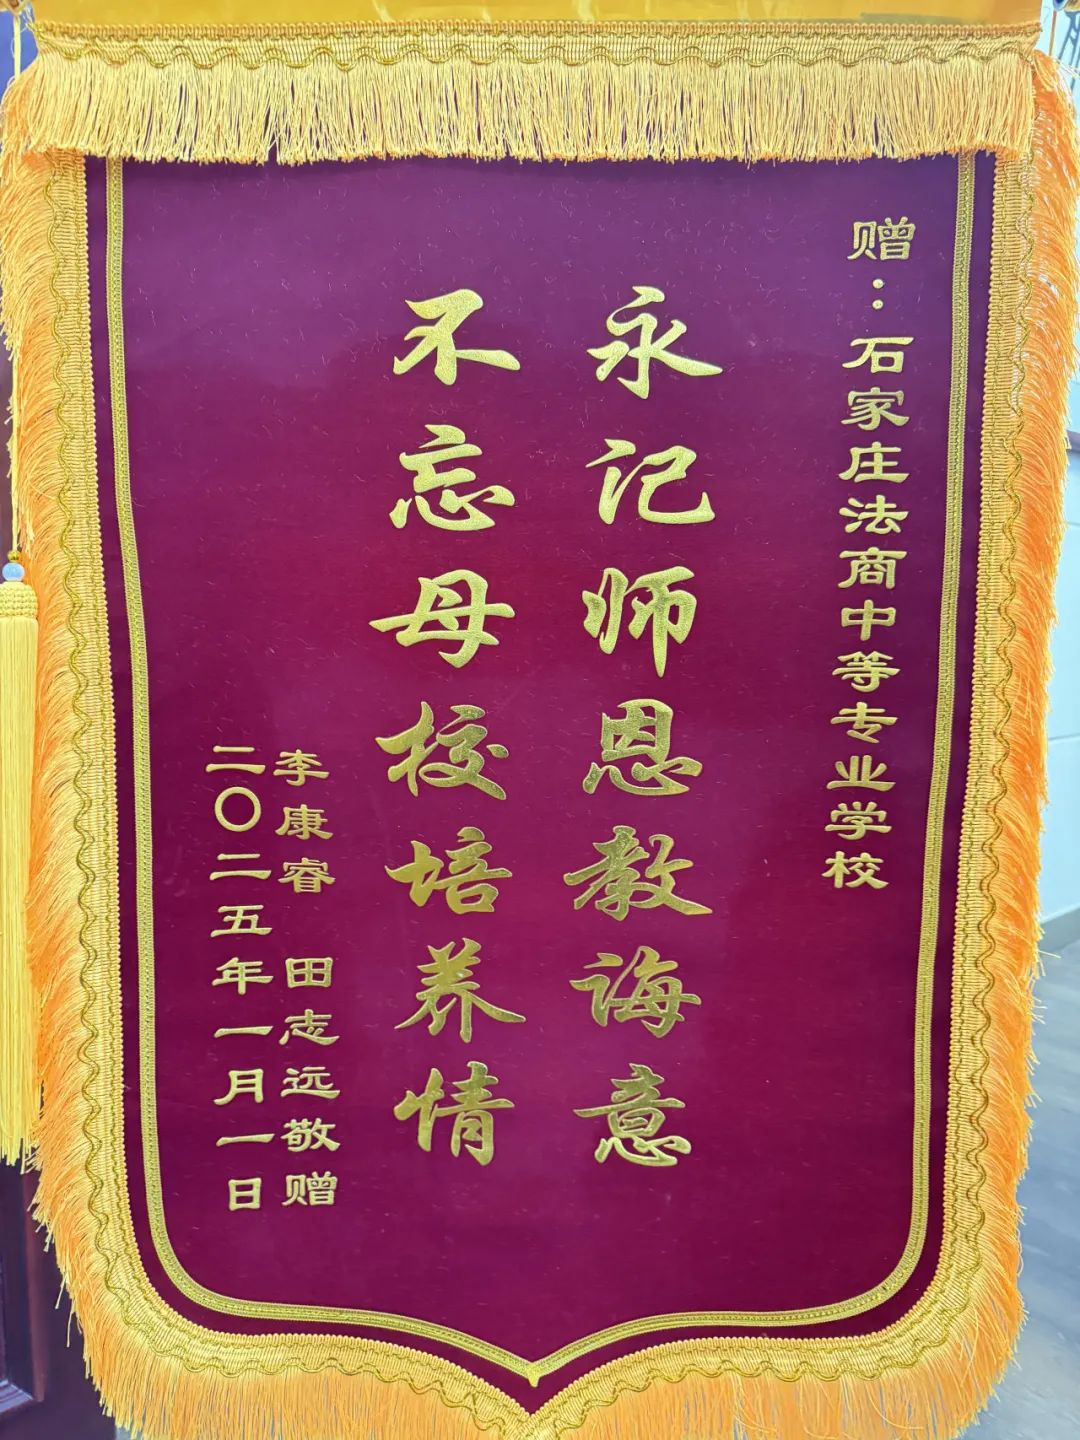 赠：石家庄法商中等专业学校
永记师恩教诲意
不忘母校培养情
李康睿 田志远敬赠
二〇二五年一月一日